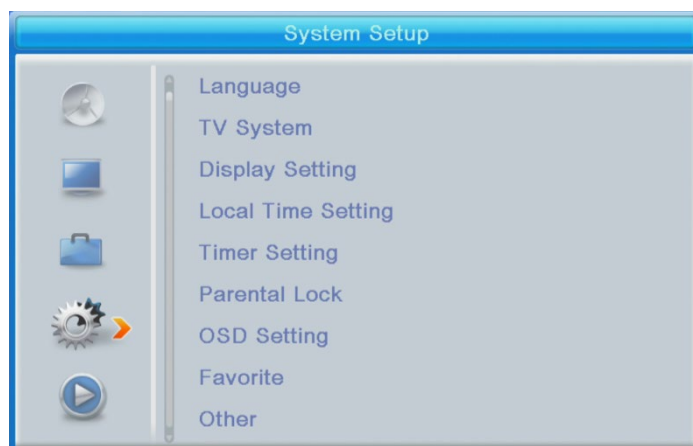 System Setup
Language
TV System
Display Setting
Local Time Setting
Timer Setting
Parental Lock
OSD Setting
Favorite
Other